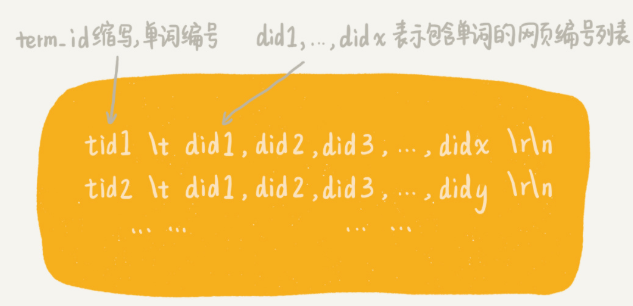 term_id缩写,单词编号 did1,...,didx 表示包含单词的网页编号列表
tid1 \t did1,did2,did3,...,didx \r\n
tid2 \t did1,did2,did3,...,didy \r\n
... ... ... ...